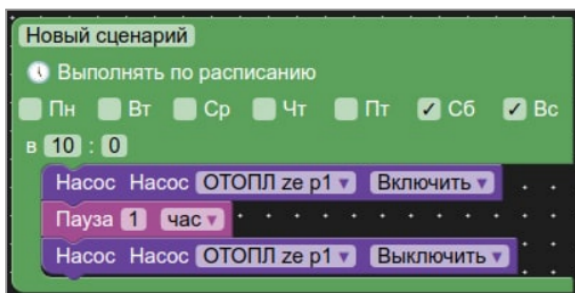 Новый сценарий
Выполнять по расписанию
Пн Вт Ср Чт Пт Сб Вс
в 10 : 0
Насос Насос ОТОПЛ ze p1 Включить
Пауза 1 час
Насос Насос ОТОПЛ ze p1 Выключить